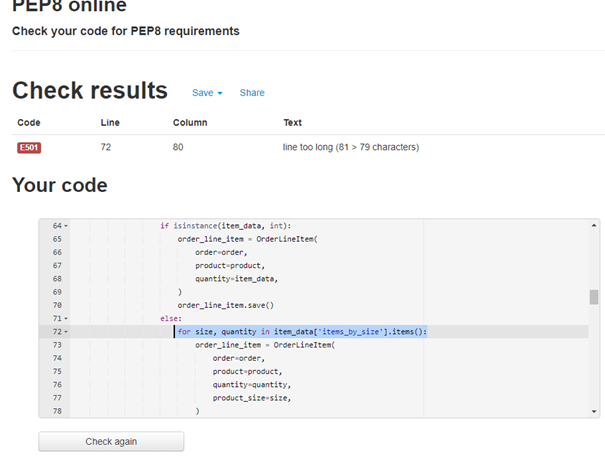 PEP8 online
Check your code for PEP8 requirements
Check results Save Share
Code Line Column Text
E501 72 80 line too long (81 > 79 characters)
Your code
64 if isinstance(item_data, int):
65 order_line_item = OrderLineItem(
66 order=order,
67 product=product,
68 quantity=item_data,
69 )
70 order_line_item.save()
71 else:
72 for size, quantity in item_data['items_by_size'].items():
73 order_line_item = OrderLineItem(
74 order=order,
75 product=product,
76 quantity=quantity,
77 product_size=size,
78 )
Check again